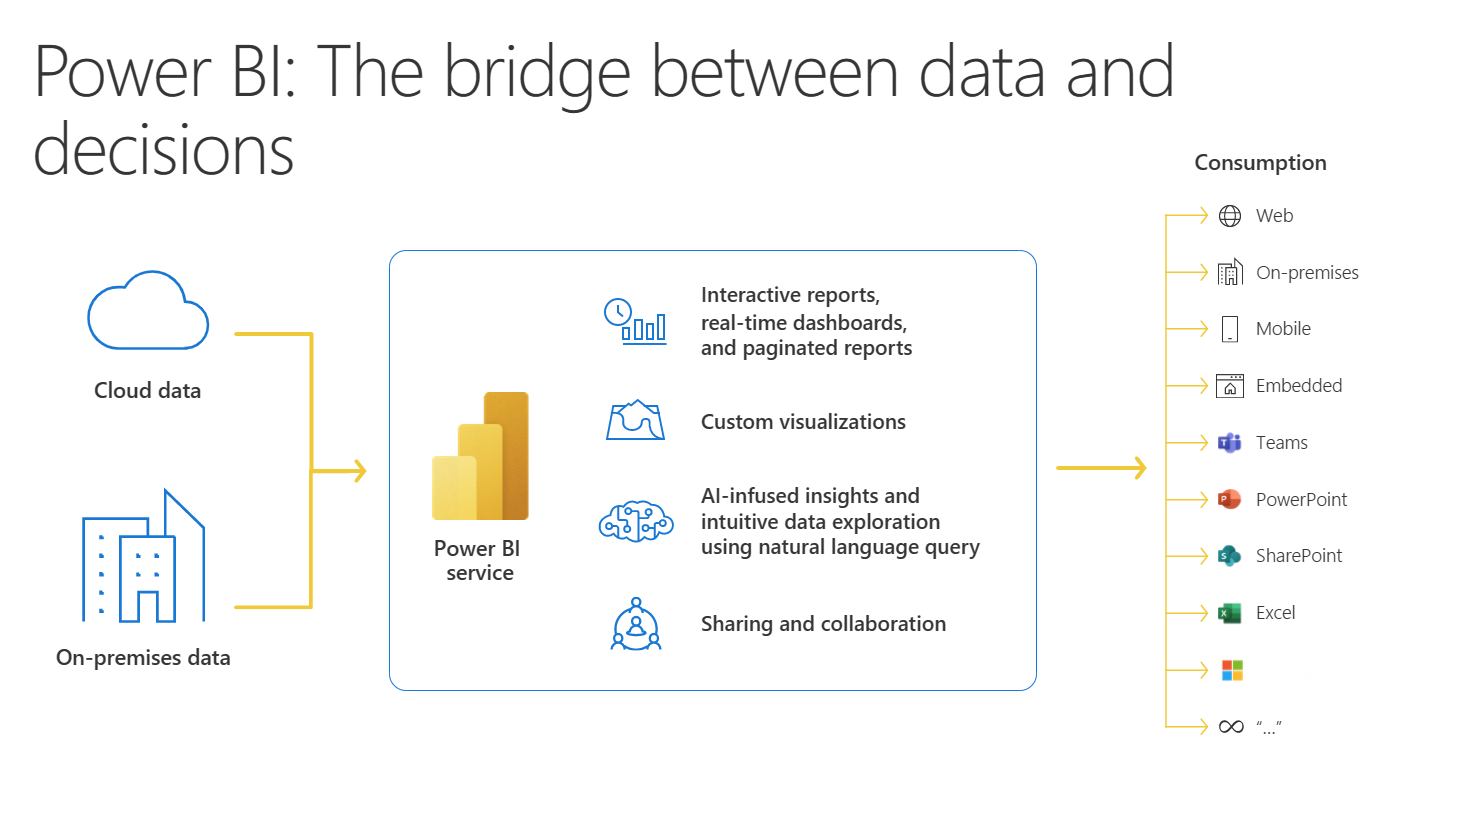 Power BI: The bridge between data and
decisions
Cloud data
On-premises data
Power BI
service
Interactive reports,
real-time dashboards,
and paginated reports
Custom visualizations
AI-infused insights and
intuitive data exploration
using natural language query
Sharing and collaboration
Consumption
Web
On-premises
Mobile
Embedded
Teams
PowerPoint
SharePoint
Excel
“...”